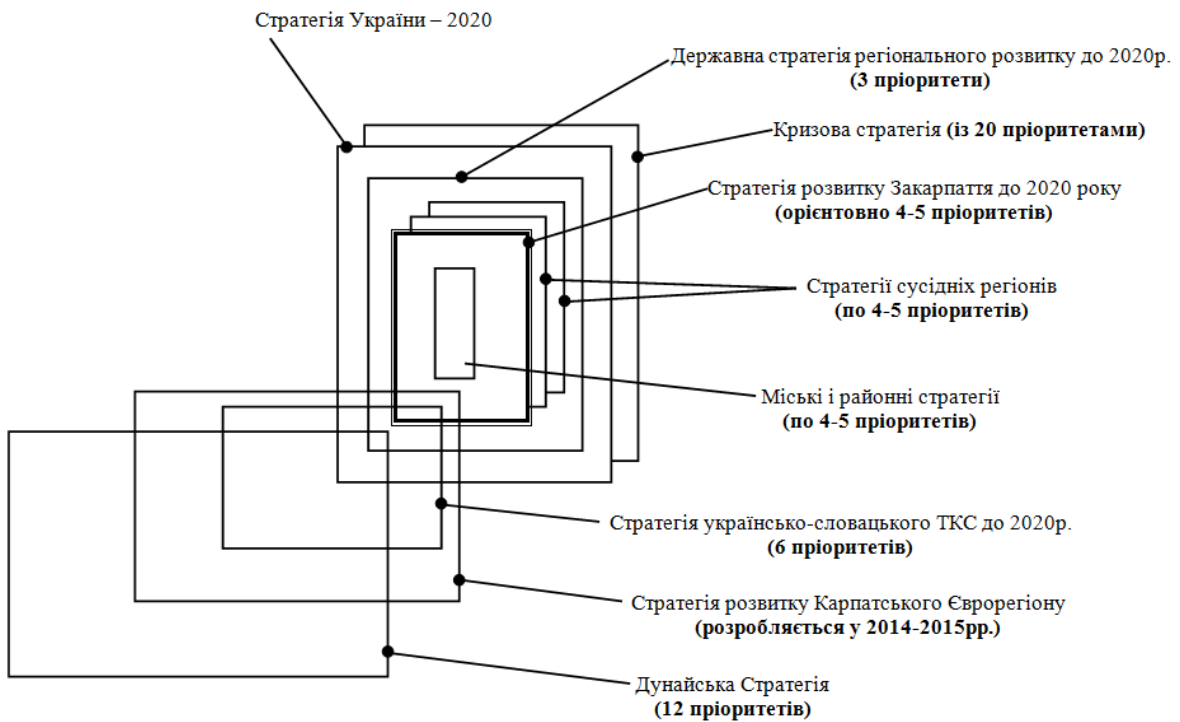 Стратегія України – 2020
Державна стратегія регіонального розвитку до 2020р.
(3 пріоритети)
Кризова стратегія (із 20 пріоритетами)
Стратегія розвитку Закарпаття до 2020 року
(орієнтовно 4-5 пріоритетів)
Стратегії сусідніх регіонів
(по 4-5 пріоритетів)
Міські і районні стратегії
(по 4-5 пріоритетів)
Стратегія українсько-словацького ТКС до 2020р.
(6 пріоритетів)
Стратегія розвитку Карпатського Єврорегіону
(розробляється у 2014-2015рр.)
Дунайська Стратегія
(12 пріоритетів)